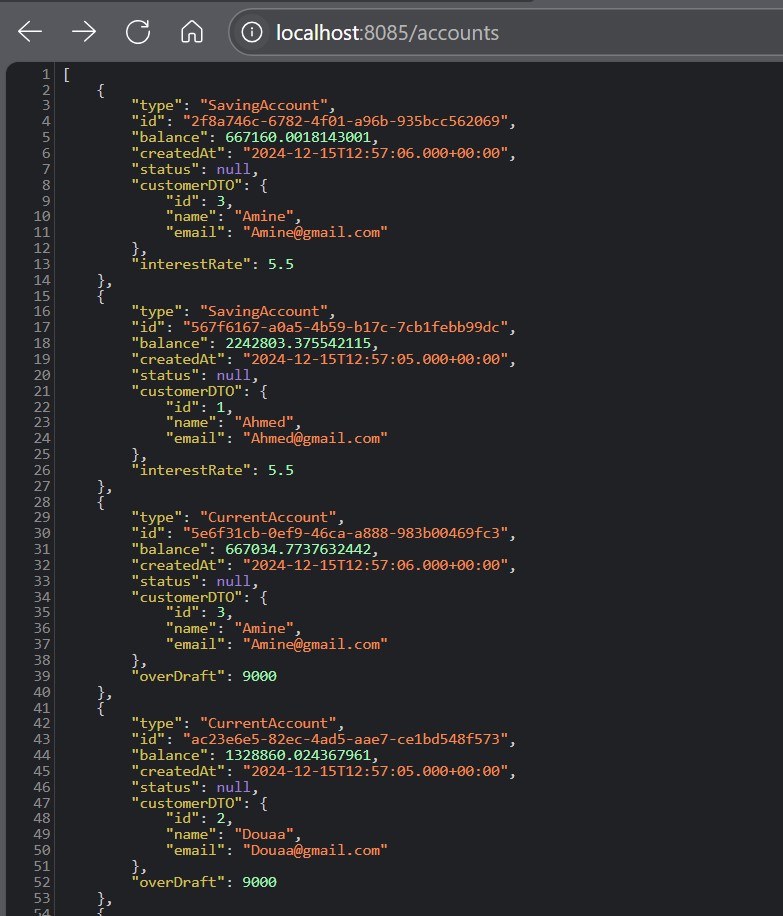 localhost:8085/accounts
1 [
2 {
3 "type": "SavingAccount",
4 "id": "2f8a746c-6782-4f01-a96b-935bcc562069",
5 "balance": 667160.0018143001,
6 "createdAt": "2024-12-15T12:57:06.000+00:00",
7 "status": null,
8 "customerDTO": {
9 "id": 3,
10 "name": "Amine",
11 "email": "Amine@gmail.com"
12 },
13 "interestRate": 5.5
14 },
15 {
16 "type": "SavingAccount",
17 "id": "567f6167-a0a5-4b59-b17c-7cb1febb99dc",
18 "balance": 2242803.375542115,
19 "createdAt": "2024-12-15T12:57:05.000+00:00",
20 "status": null,
21 "customerDTO": {
22 "id": 1,
23 "name": "Ahmed",
24 "email": "Ahmed@gmail.com"
25 },
26 "interestRate": 5.5
27 },
28 {
29 "type": "CurrentAccount",
30 "id": "5e6f31cb-0ef9-46ca-a888-983b00469fc3",
31 "balance": 667034.7737632442,
32 "createdAt": "2024-12-15T12:57:06.000+00:00",
33 "status": null,
34 "customerDTO": {
35 "id": 3,
36 "name": "Amine",
37 "email": "Amine@gmail.com"
38 },
39 "overDraft": 9000
40 },
41 {
42 "type": "CurrentAccount",
43 "id": "ac23e6e5-82ec-4ad5-aae7-ce1bd548f573",
44 "balance": 1328860.024367961,
45 "createdAt": "2024-12-15T12:57:05.000+00:00",
46 "status": null,
47 "customerDTO": {
48 "id": 2,
49 "name": "Douaa",
50 "email": "Douaa@gmail.com"
51 },
52 "overDraft": 9000
53 },
54 {